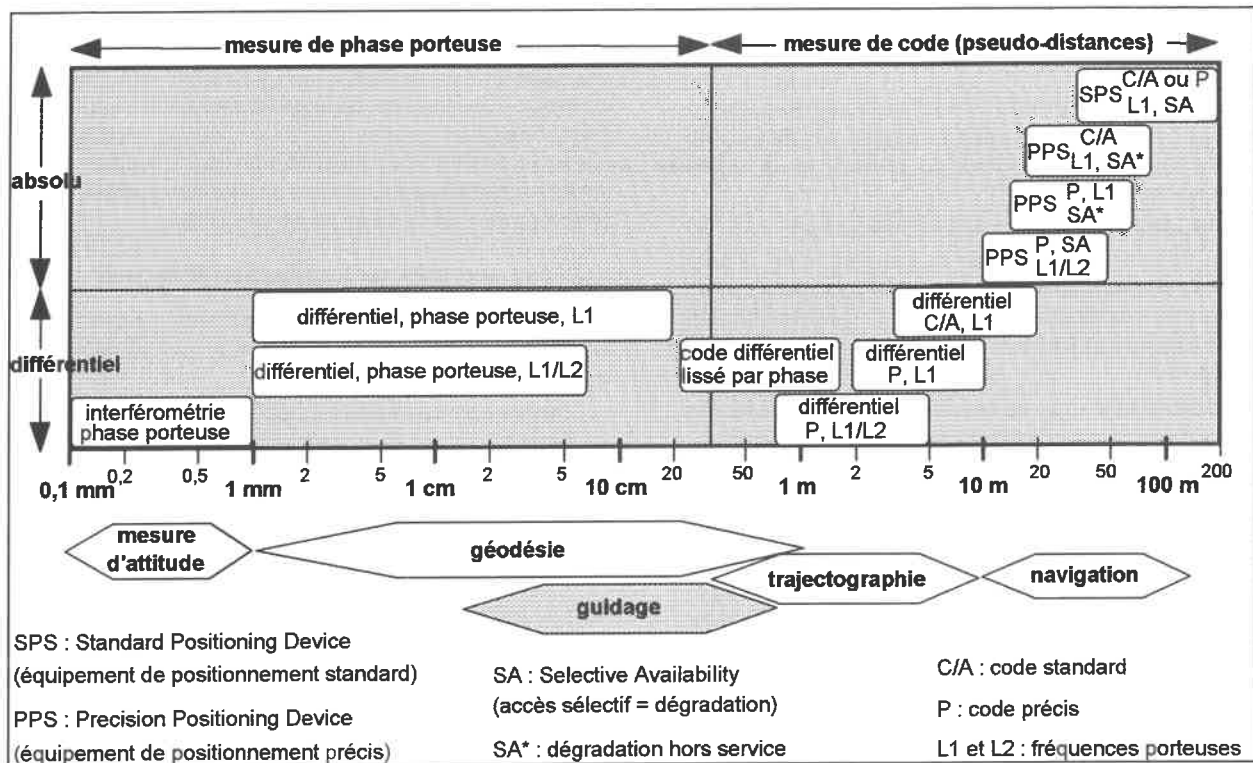 mesure de phase porteuse
mesure de code (pseudo-distances)
absolu
SPS C/A ou P
L1, SA
PPS C/A
L1, SA*
PPS P, L1
SA*
PPS P, SA
L1/L2
différentiel
différentiel, phase porteuse, L1
différentiel
C/A, L1
différentiel, phase porteuse, L1/L2
code différentiel
lissé par phase
différentiel
P, L1
interférométrie
phase porteuse
différentiel
P, L1/L2
0,1 mm 0,2 0,5 1 mm 2 5 1 cm 2 5 10 cm 20 50 1 m 2 5 10 m 20 50 100 m 200
mesure
d'attitude
géodésie
trajectographie
navigation
guidage
SPS : Standard Positioning Device
(équipement de positionnement standard)
PPS : Precision Positioning Device
(équipement de positionnement précis)
SA : Selective Availability
(accès sélectif = dégradation)
SA* : dégradation hors service
C/A : code standard
P : code précis
L1 et L2 : fréquences porteuses